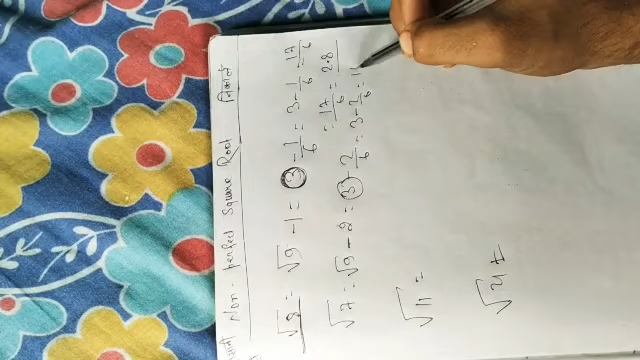 Non-perfect Square Root निकाले
√8 = √9-1 = 3 - 1/6 = 3 - 1/6 = 17/6
= 17/6 = 2.8
√7 = √9-2 = 3 - 2/6 = 3 - 2/6 = 1
√11 =